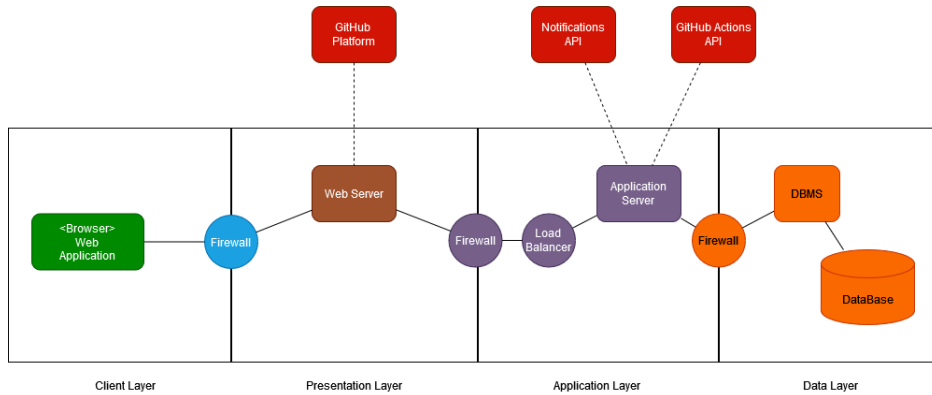 GitHub
Platform
Notifications
API
GitHub Actions
API
Web Server
Application
Server
DBMS
<Browser>
Web
Application
Firewall
Firewall
Load
Balancer
Firewall
DataBase
Client Layer
Presentation Layer
Application Layer
Data Layer